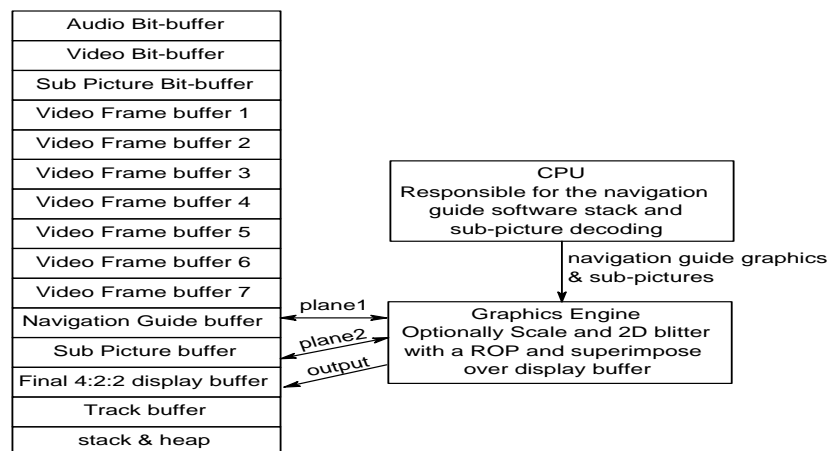 Audio Bit-buffer
Video Bit-buffer
Sub Picture Bit-buffer
Video Frame buffer 1
Video Frame buffer 2
Video Frame buffer 3
Video Frame buffer 4
Video Frame buffer 5
Video Frame buffer 6
Video Frame buffer 7
Navigation Guide buffer
Sub Picture buffer
Final 4:2:2 display buffer
Track buffer
stack & heap
plane1
plane2
output
CPU
Responsible for the navigation
guide software stack and
sub-picture decoding
navigation guide graphics
& sub-pictures
Graphics Engine
Optionally Scale and 2D blitter
with a ROP and superimpose
over display buffer